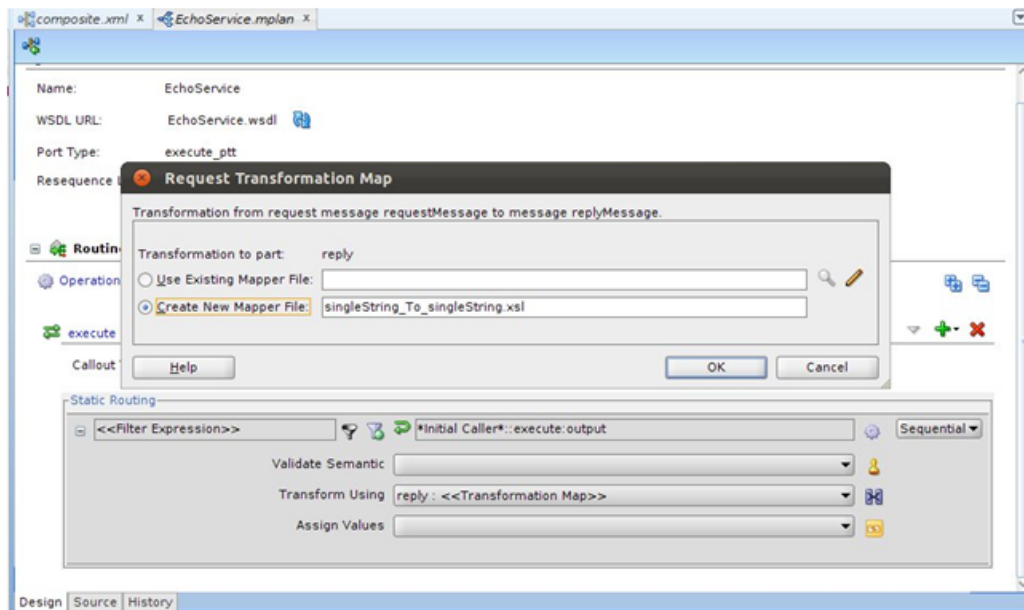 composite.xml x EchoService.mplan x
Name: EchoService
WSDL URL: EchoService.wsdl
Port Type: execute_ptt
Resequence
Request Transformation Map
Transformation from request message requestMessage to message replyMessage.
Transformation to part: reply
Use Existing Mapper File:
Create New Mapper File: singleString_To_singleString.xsl
Help OK Cancel
Routin
Operation
execute
Callout
Static Routing
<<Filter Expression>> *Initial Caller*::execute:output Sequential
Validate Semantic
Transform Using reply : <<Transformation Map>>
Assign Values
Design Source History